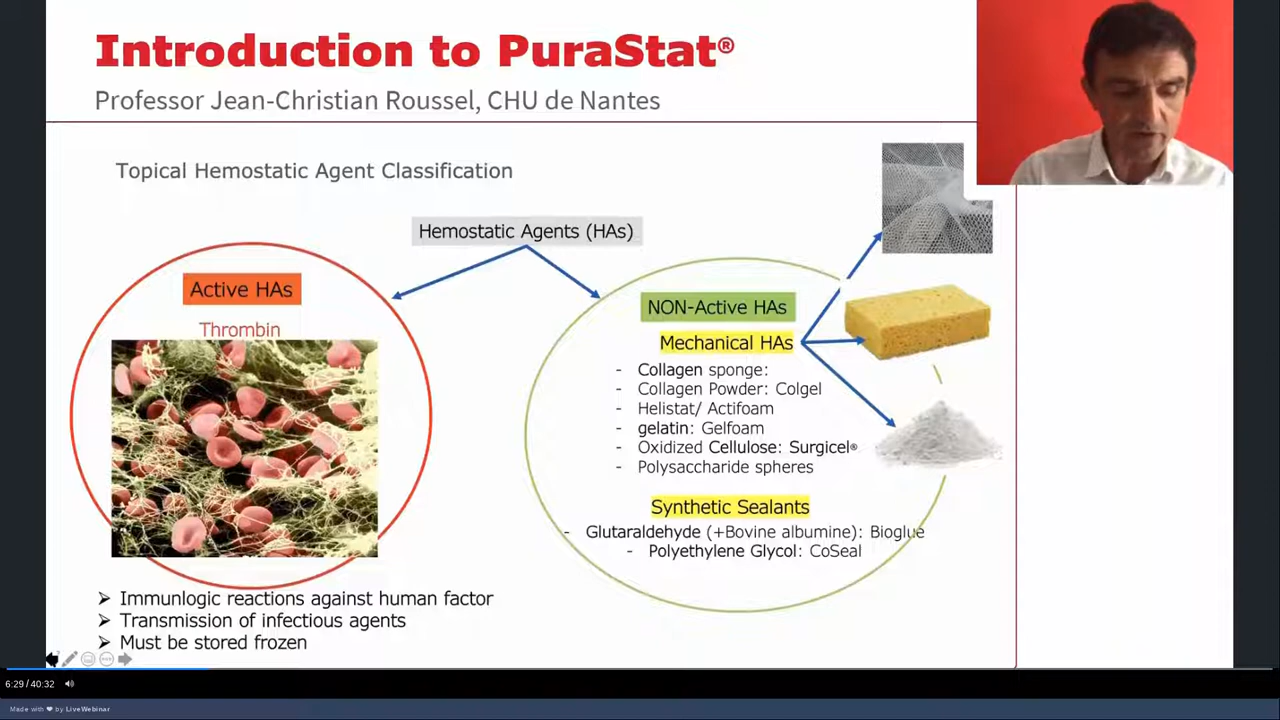 Introduction to PuraStat®
Professor Jean-Christian Roussel, CHU de Nantes
Topical Hemostatic Agent Classification
Hemostatic Agents (HAs)
Active HAs
Thrombin
NON-Active HAs
Mechanical HAs
- Collagen sponge:
- Collagen Powder: Colgel
- Helistat/ Actifoam
- gelatin: Gelfoam
- Oxidized Cellulose: Surgicel®
- Polysaccharide spheres
Synthetic Sealants
- Glutaraldehyde (+Bovine albumine): Bioglue
- Polyethylene Glycol: CoSeal
➢ Immunlogic reactions against human factor
➢ Transmission of infectious agents
➢ Must be stored frozen
6:29 / 40:32
Made with ❤ by LiveWebinar